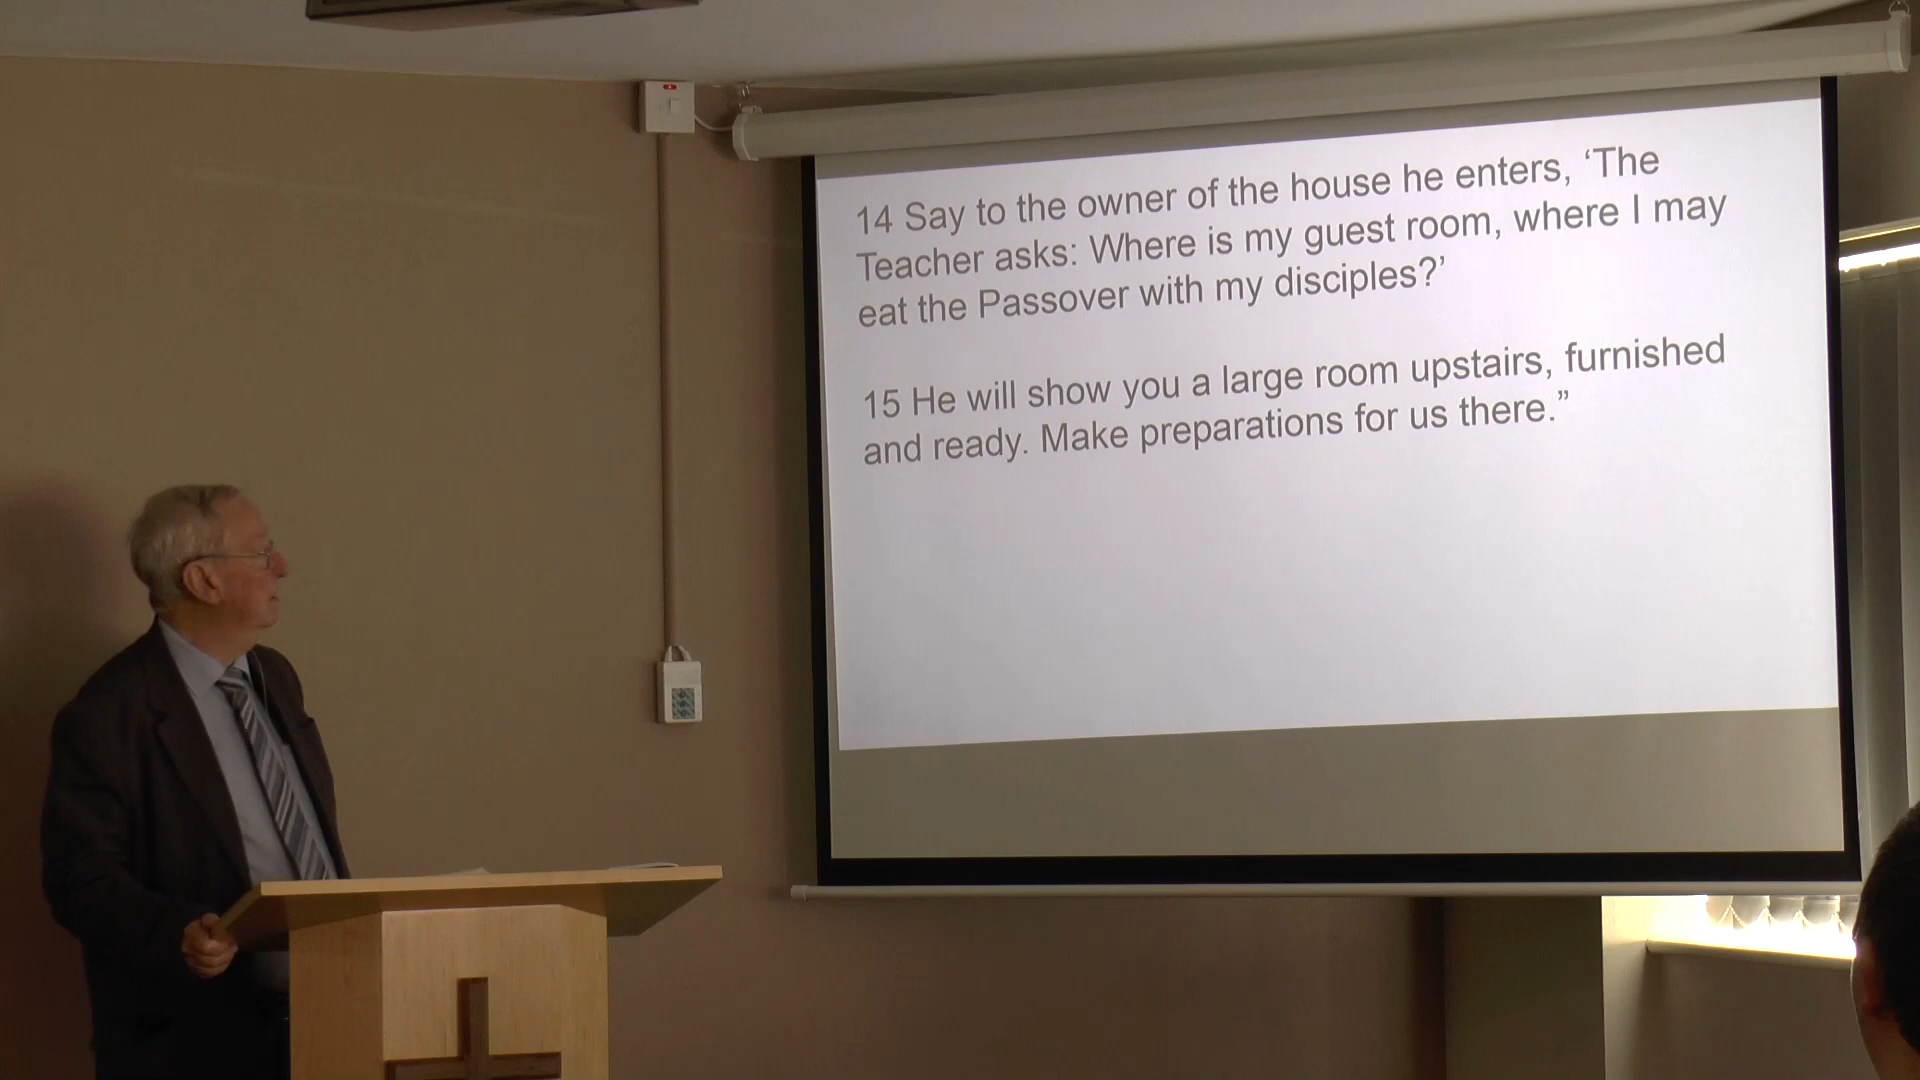 14 Say to the owner of the house he enters, ‘The
Teacher asks: Where is my guest room, where I may
eat the Passover with my disciples?’
15 He will show you a large room upstairs, furnished
and ready. Make preparations for us there.”